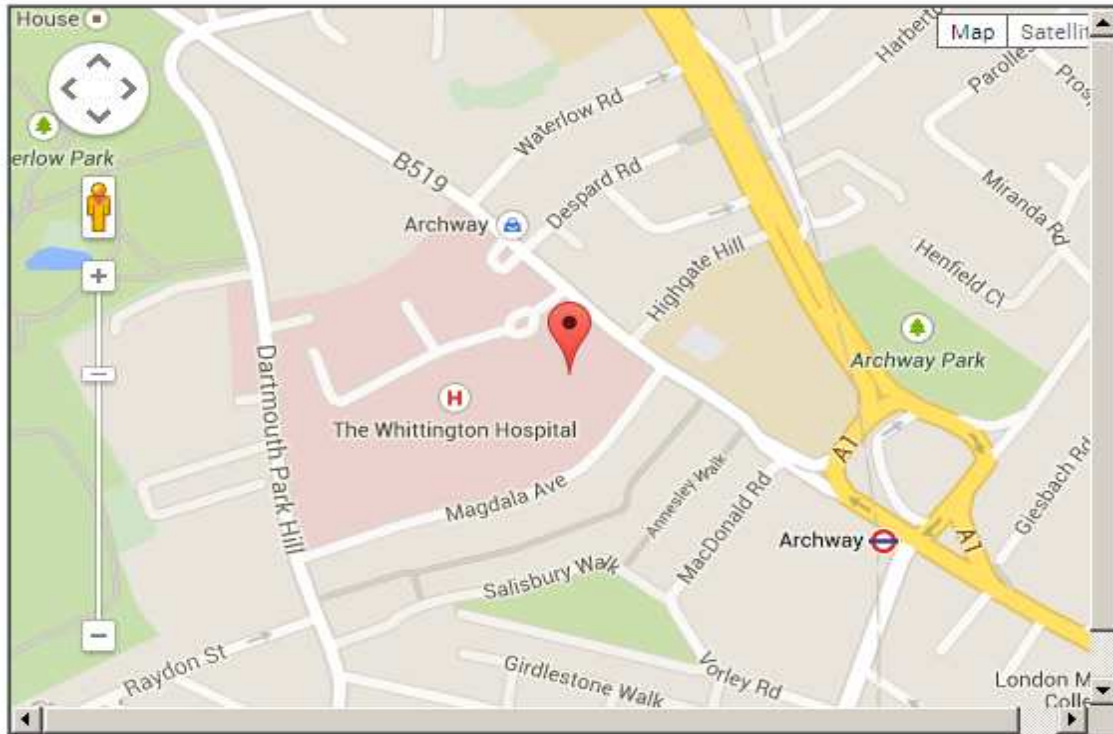 House
Map
Satellit
Harberto
Parolles
Prosp
Waterlow Rd
erlow Park
B519
Despard Rd
Miranda Rd
Archway
Highgate Hill
Henfield Cl
Archway Park
Dartmouth Park Hill
H
The Whittington Hospital
A1
Magdala Ave
Annesley Walk
MacDonald Rd
Giesbach Rd
Archway
A1
Salisbury Walk
Raydon St
Girdlestone Walk
Vorley Rd
London M
Colle